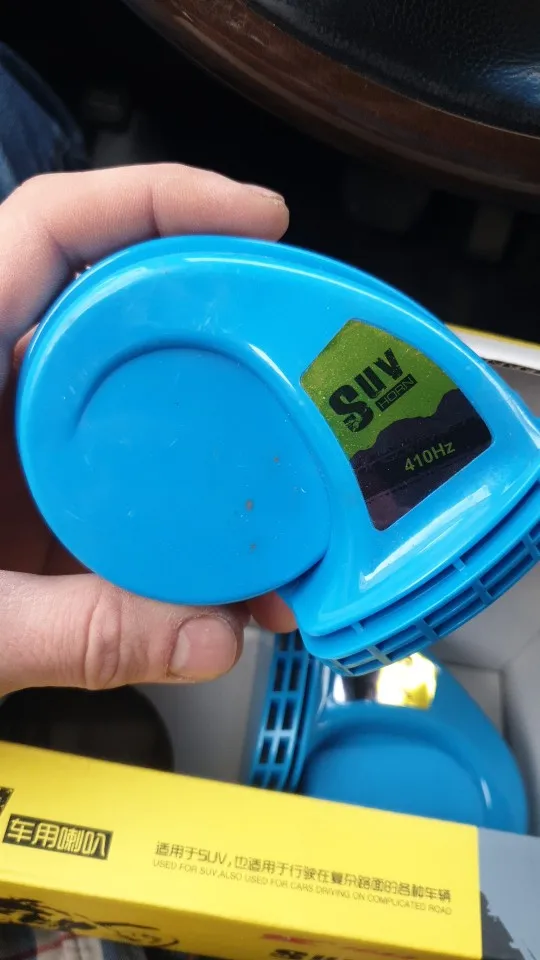 SUV
HORN
410Hz
车用喇叭
适用于SUV,也适用于行驶在复杂路面的各种车辆
USED FOR SUV,ALSO USED FOR CARS DRIVING ON COMPLICATED ROAD